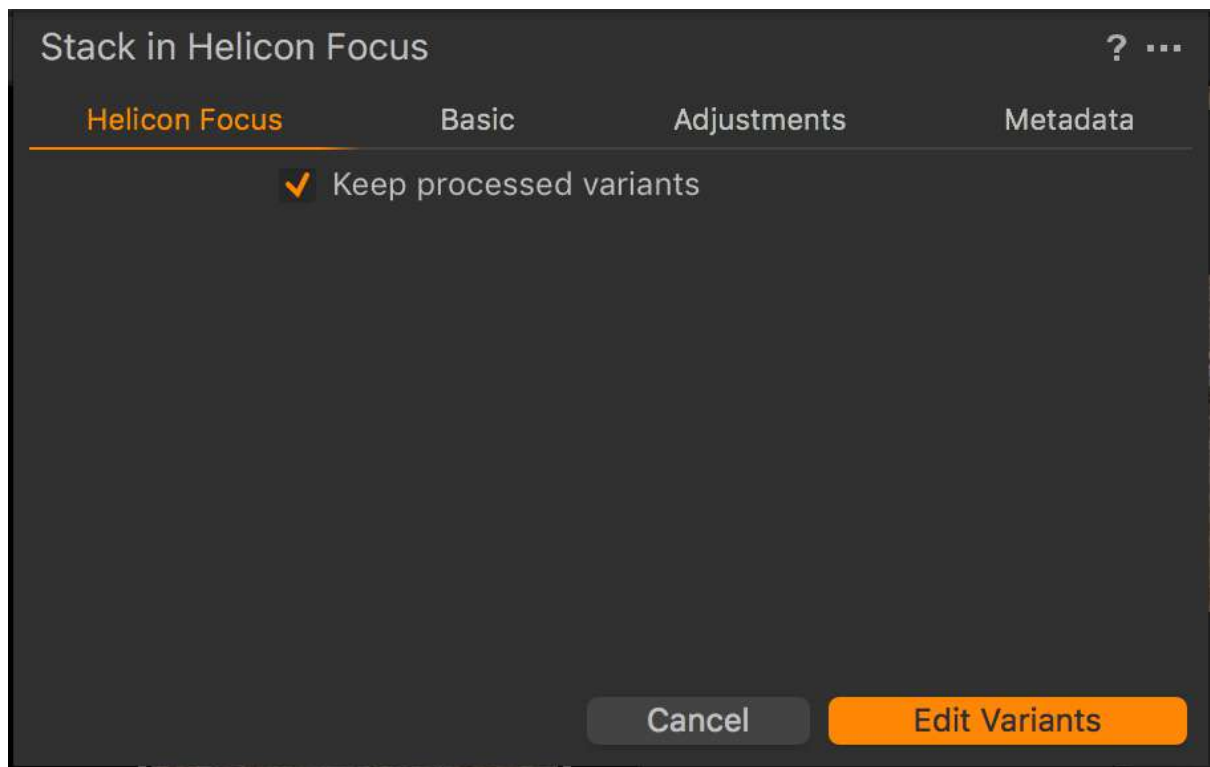 Stack in Helicon Focus ? ...
Helicon Focus Basic Adjustments Metadata
Keep processed variants
Cancel Edit Variants